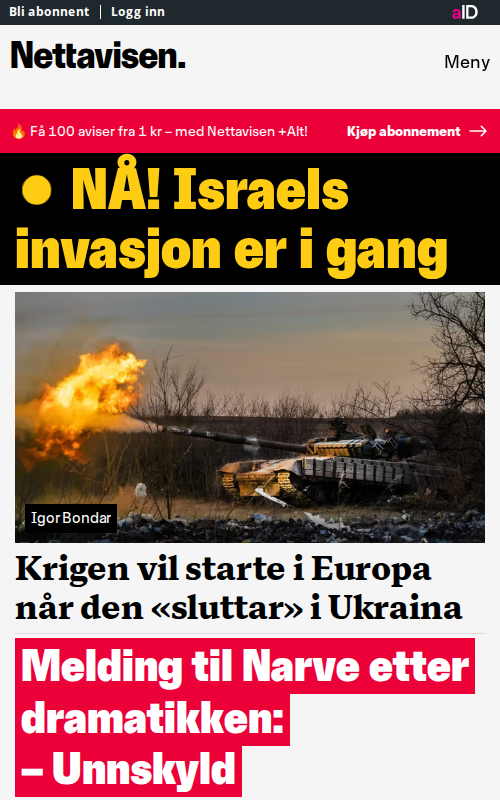 Bli abonnent | Logg inn
aID
Nettavisen.
Meny
🔥 Få 100 aviser fra 1 kr – med Nettavisen +Alt!
Kjøp abonnement →
● NÅ! Israels
invasjon er i gang
Igor Bondar
Krigen vil starte i Europa
når den «sluttar» i Ukraina
Melding til Narve etter
dramatikken:
– Unnskyld